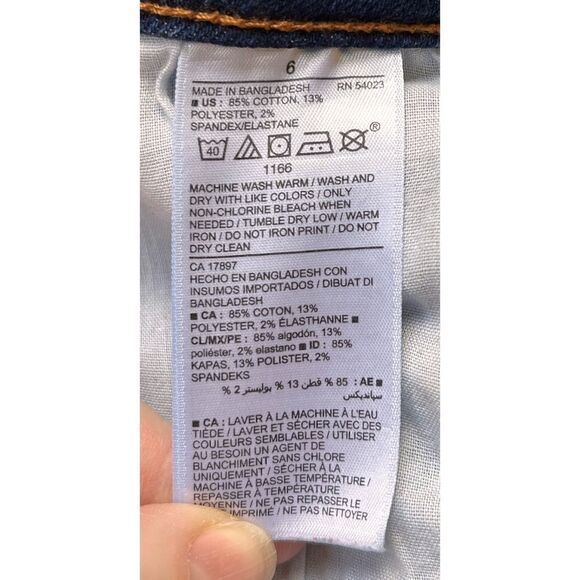 6
MADE IN BANGLADESH RN 54023
■ US : 85% COTTON, 13%
POLYESTER, 2%
SPANDEX/ELASTANE
40 ®
1166
MACHINE WASH WARM / WASH AND
DRY WITH LIKE COLORS / ONLY
NON-CHLORINE BLEACH WHEN
NEEDED / TUMBLE DRY LOW / WARM
IRON / DO NOT IRON PRINT / DO NOT
DRY CLEAN
CA 17897
HECHO EN BANGLADESH CON
INSUMOS IMPORTADOS / DIBUAT DI
BANGLADESH
■ CA : 85% COTON, 13%
POLYESTER, 2% ÉLASTHANNE ■
CL/MX/PE : 85% algodón, 13%
poliéster, 2% elastano ■ ID : 85%
KAPAS, 13% POLISTER, 2%
SPANDEKS
■ AE : 85 % قطن 13 % بوليستر 2 %
سباندیکس
■ CA : LAVER À LA MACHINE À L'EAU
TIÈDE / LAVER ET SÉCHER AVEC DES
COULEURS SEMBLABLES / UTILISER
AU BESOIN UN AGENT DE
BLANCHIMENT SANS CHLORE
UNIQUEMENT / SÉCHER À LA
MACHINE À BASSE TEMPÉRATURE /
REPASSER À TEMPÉRATURE
MOYENNE / NE PAS REPASSER LE
IMPRIMÉ / NE PAS NETTOYER